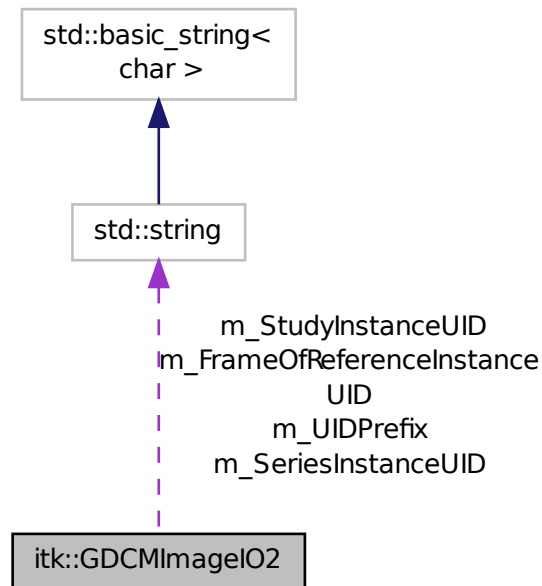 std::basic_string<
char >
std::string
m_StudyInstanceUID
m_FrameOfReferenceInstance
UID
m_UIDPrefix
m_SeriesInstanceUID
itk::GDCMImageIO2